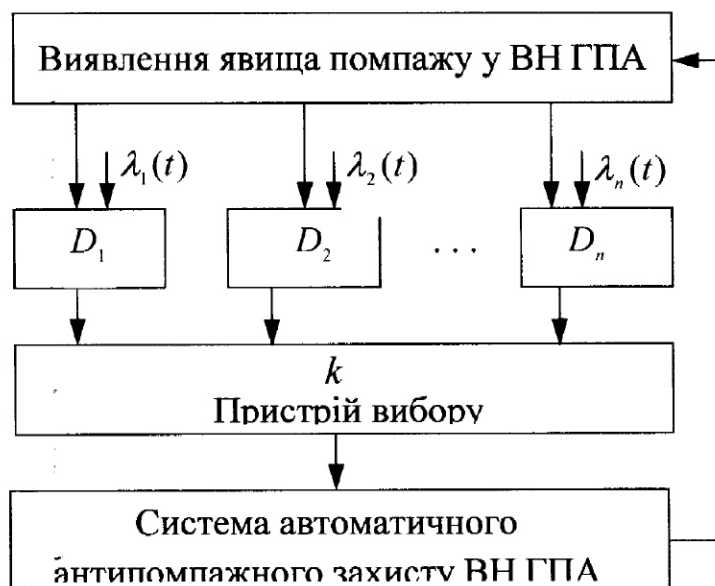 Виявлення явища помпажу у ВН ГПА
λ₁(t) λ₂(t) λₙ(t)
D₁ D₂ . . . Dₙ
k
Пристрій вибору
Система автоматичного
антипомпажного захисту ВН ГПА